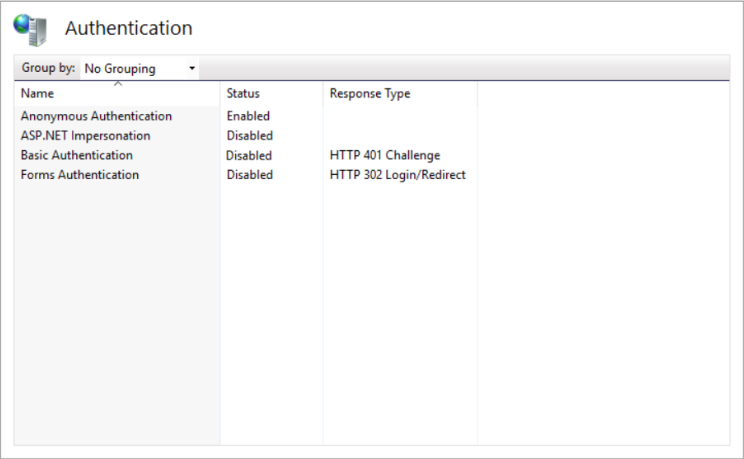 Authentication
Group by: No Grouping
Name Status Response Type
Anonymous Authentication Enabled
ASP.NET Impersonation Disabled
Basic Authentication Disabled HTTP 401 Challenge
Forms Authentication Disabled HTTP 302 Login/Redirect